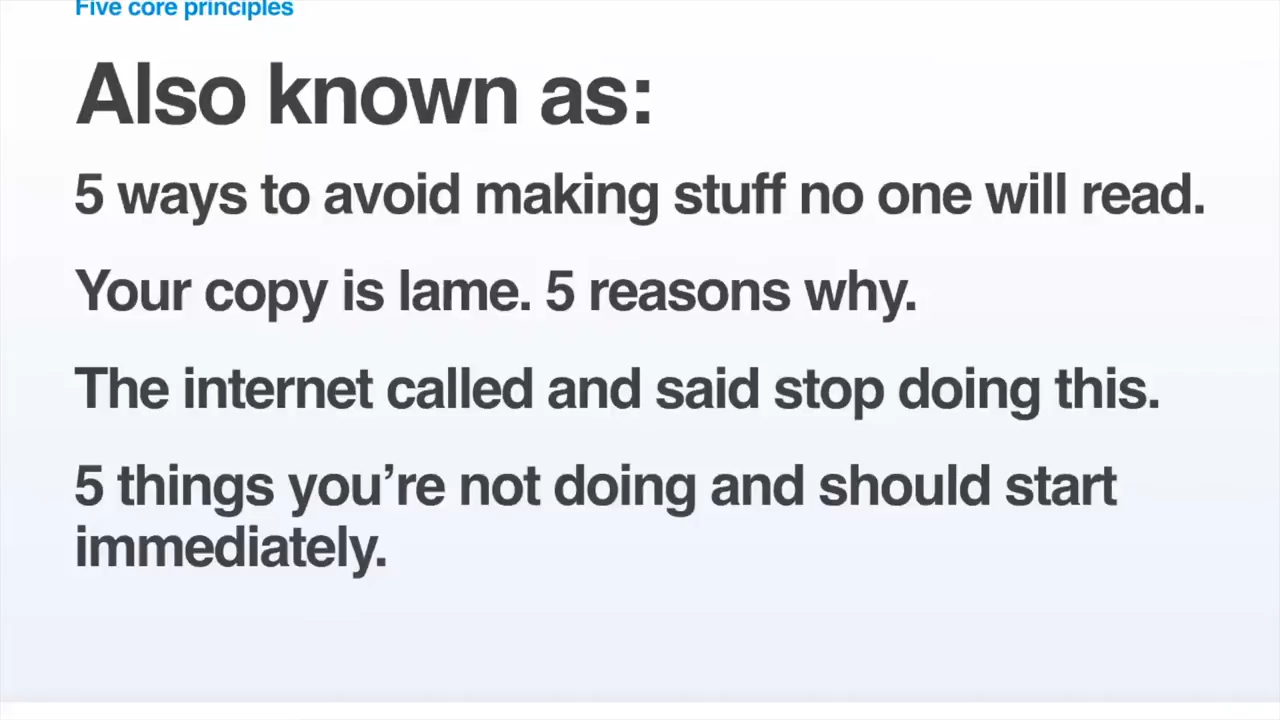 Five core principles
Also known as:
5 ways to avoid making stuff no one will read.
Your copy is lame. 5 reasons why.
The internet called and said stop doing this.
5 things you’re not doing and should start
immediately.